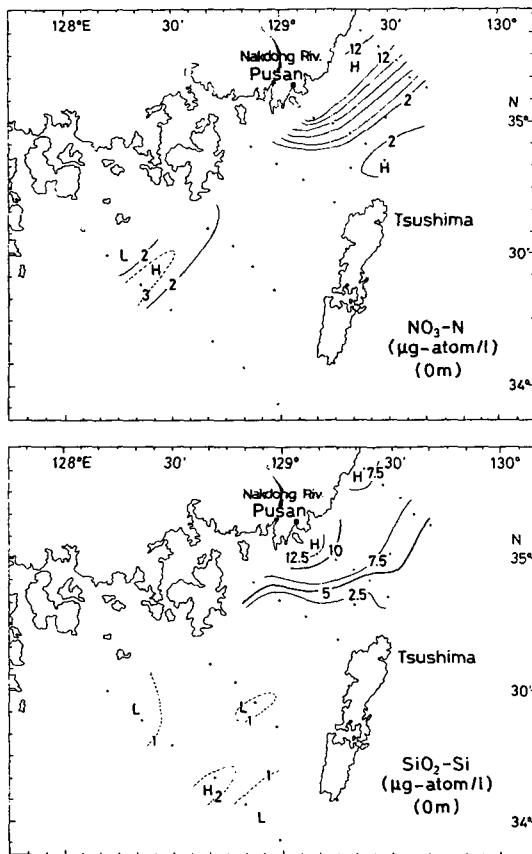 128°E 30' 129° 30' 130°
Nakdong Riv.
Pusan
12
H
12
N
35°
2
2
H
Tsushima
L
2
H
30'
3
2
NO₃-N
(μg-atom/l)
(0m)
34°
128°E 30' 129° 30' 130°
H
7.5
Nakdong Riv.
Pusan
H
10
12.5
7.5
N
35°
5
2.5
Tsushima
30'
L
L
1
1
H
2
1
L
SiO₂-Si
(μg-atom/l)
(0m)
34°